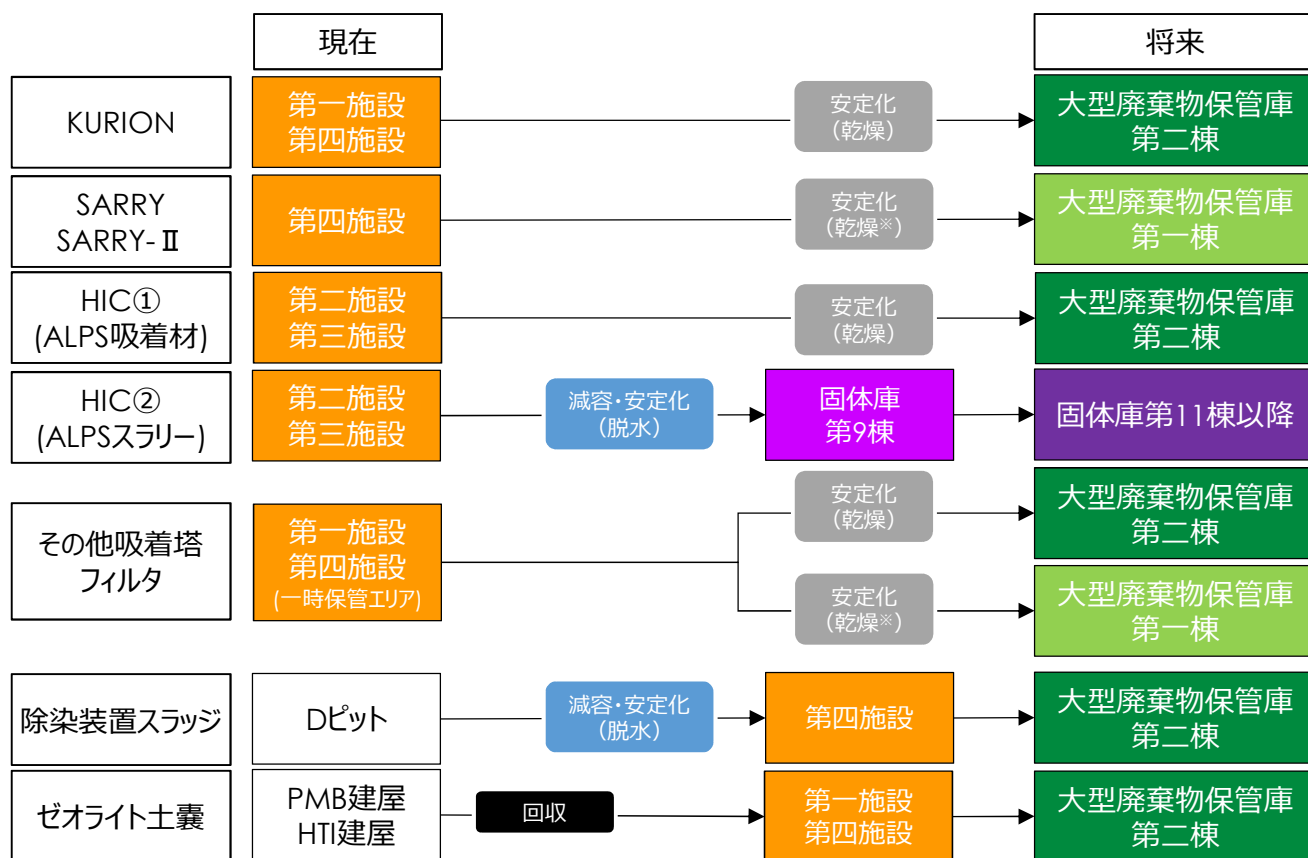 現在
将来
KURION
第一施設
第四施設
安定化
(乾燥)
大型廃棄物保管庫
第二棟
SARRY
SARRY-Ⅱ
第四施設
安定化
(乾燥※)
大型廃棄物保管庫
第一棟
HIC①
(ALPS吸着材)
第二施設
第三施設
安定化
(乾燥)
大型廃棄物保管庫
第二棟
HIC②
(ALPSスラリー)
第二施設
第三施設
減容・安定化
(脱水)
固体庫
第9棟
固体庫第11棟以降
その他吸着塔
フィルタ
第一施設
第四施設
(一時保管エリア)
安定化
(乾燥)
大型廃棄物保管庫
第二棟
安定化
(乾燥※)
大型廃棄物保管庫
第一棟
除染装置スラッジ
Dピット
減容・安定化
(脱水)
第四施設
大型廃棄物保管庫
第二棟
ゼオライト土嚢
PMB建屋
HTI建屋
回収
第一施設
第四施設
大型廃棄物保管庫
第二棟